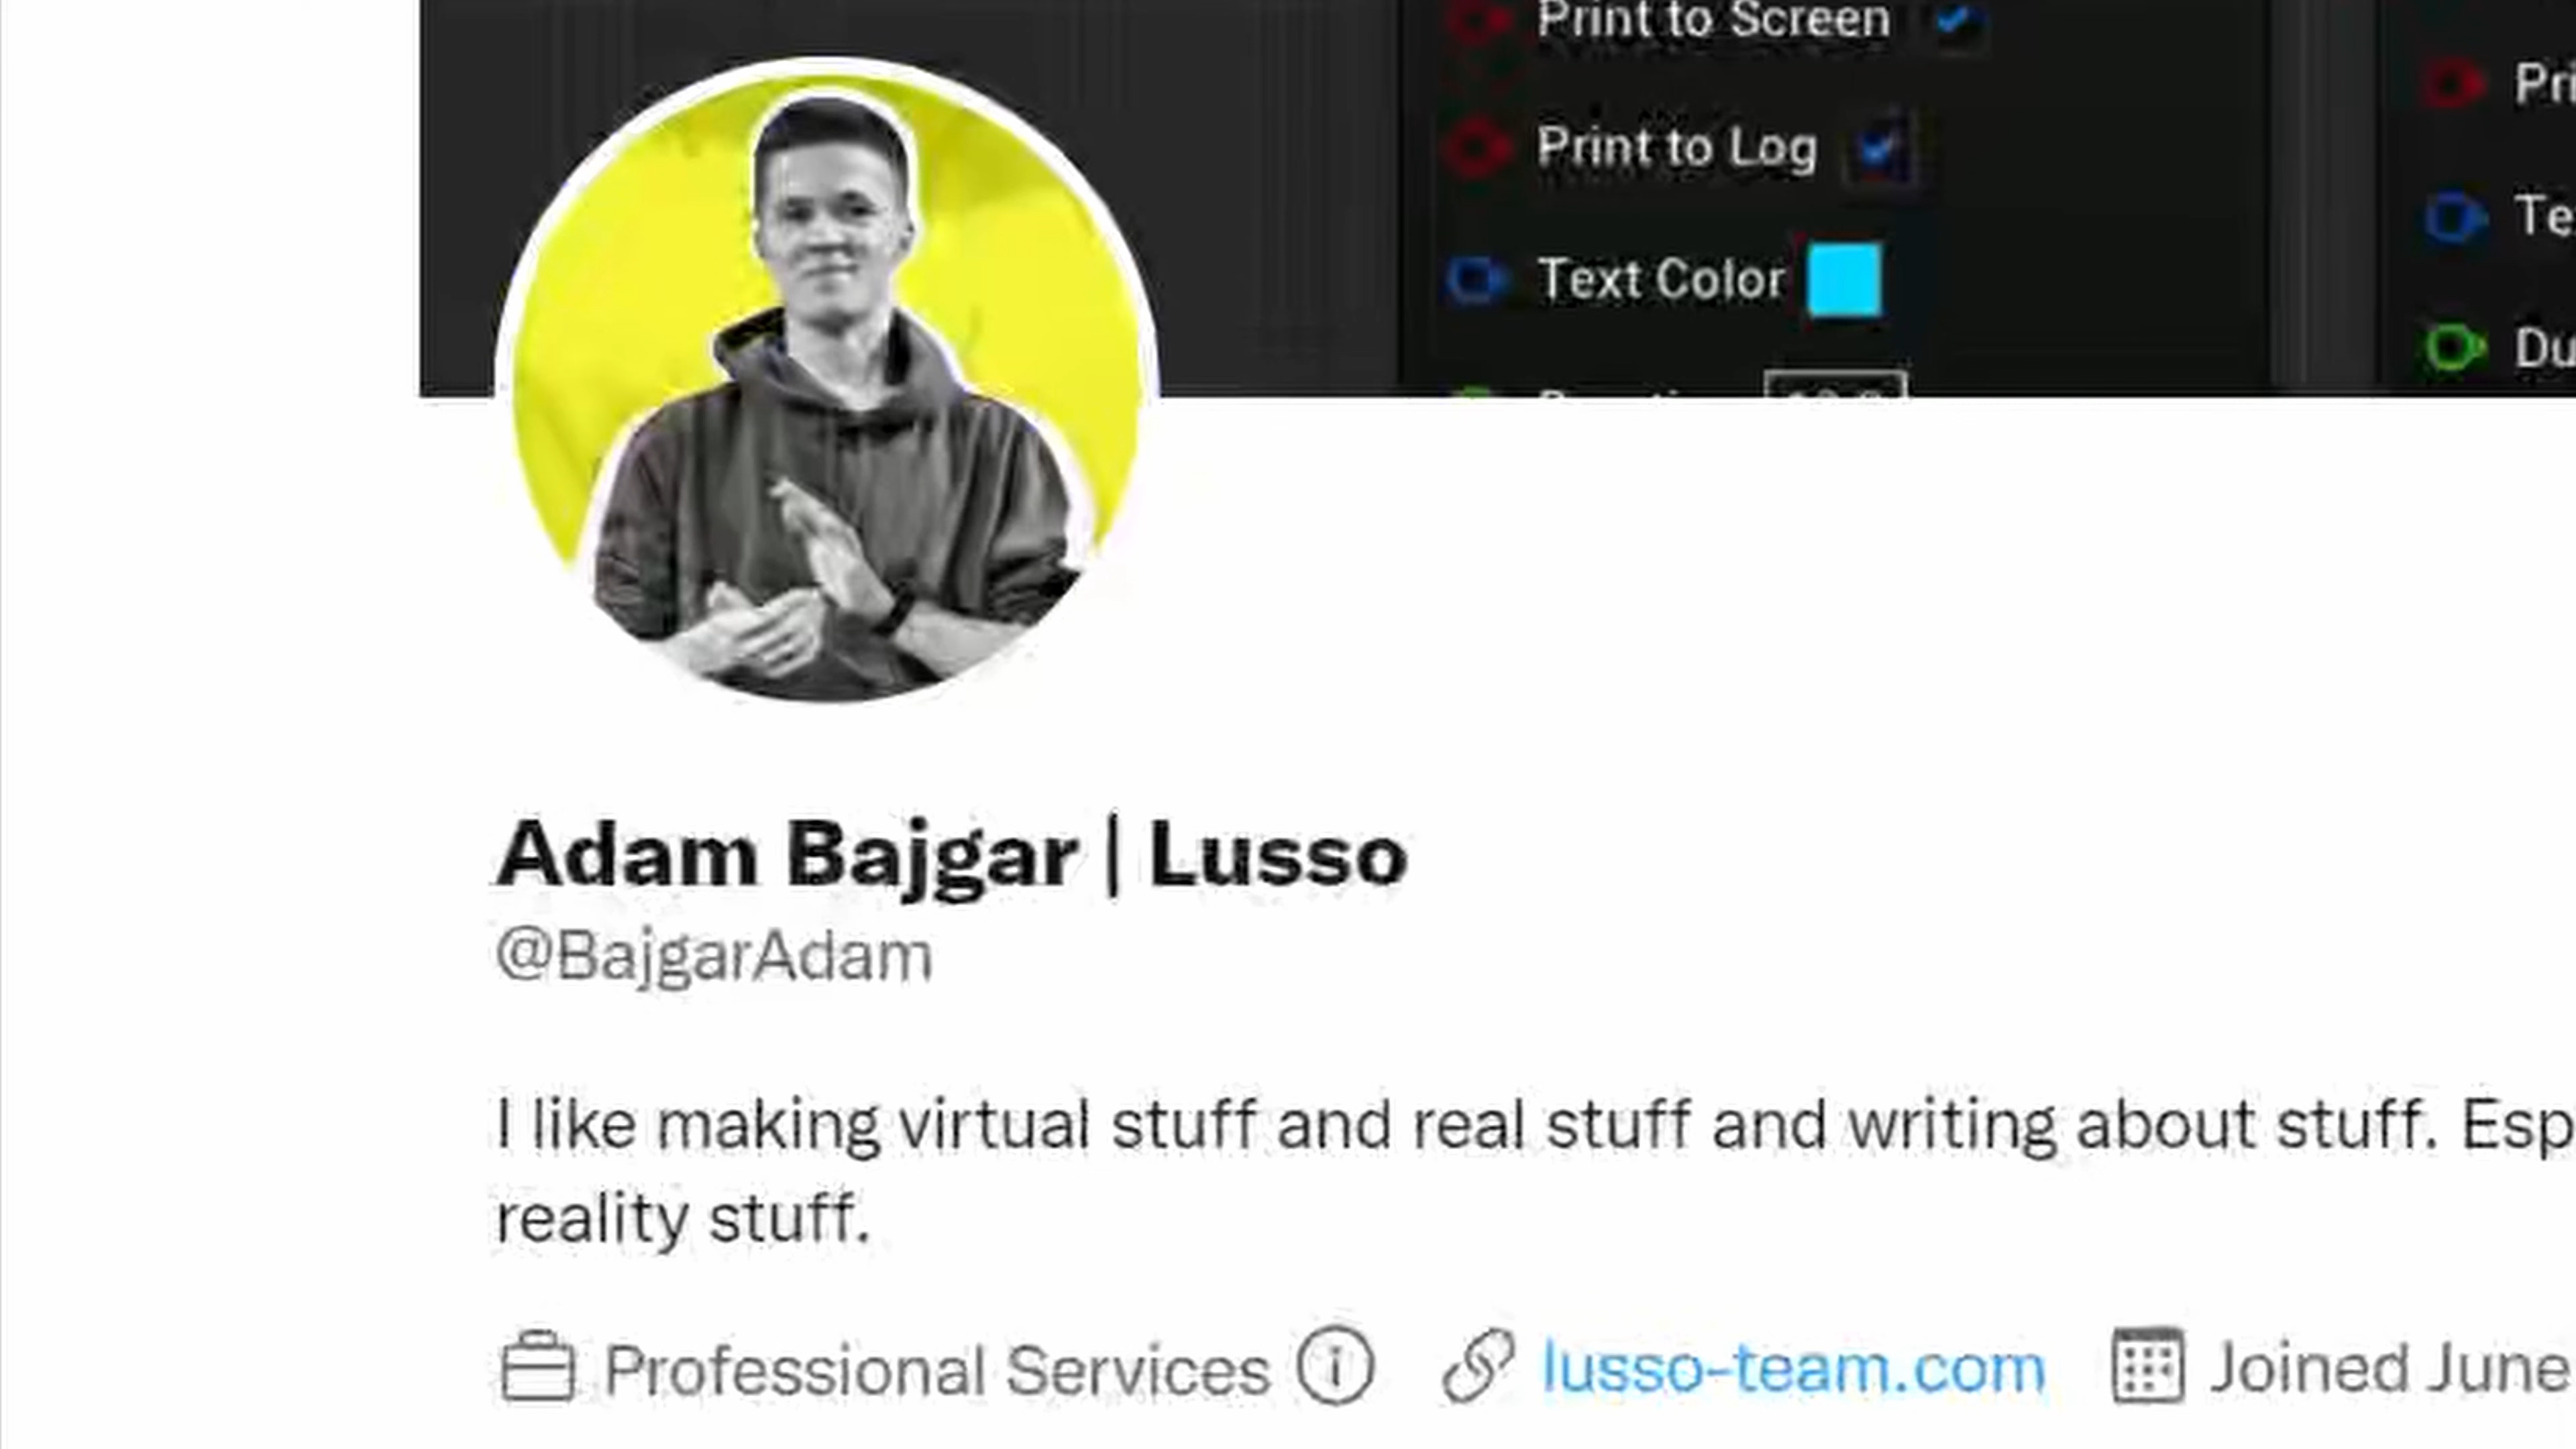 Print to Screen
Print to Log
Text Color
Adam Bajgar | Lusso
@BajgarAdam
I like making virtual stuff and real stuff and writing about stuff. Esp
reality stuff.
Professional Services lusso-team.com Joined June